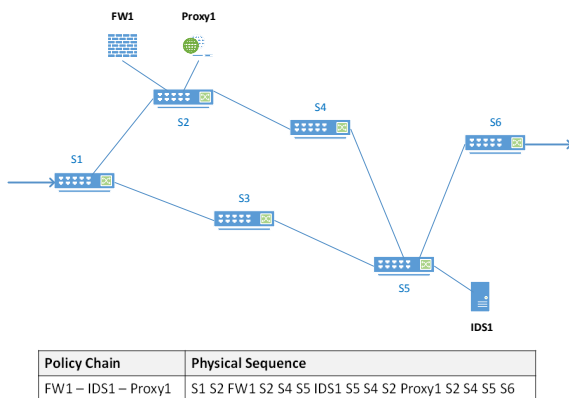 FW1 Proxy1
S4
S2
S6
S1
S3
S5
IDS1
Policy Chain Physical Sequence
FW1 – IDS1 – Proxy1 S1 S2 FW1 S2 S4 S5 IDS1 S5 S4 S2 Proxy1 S2 S4 S5 S6